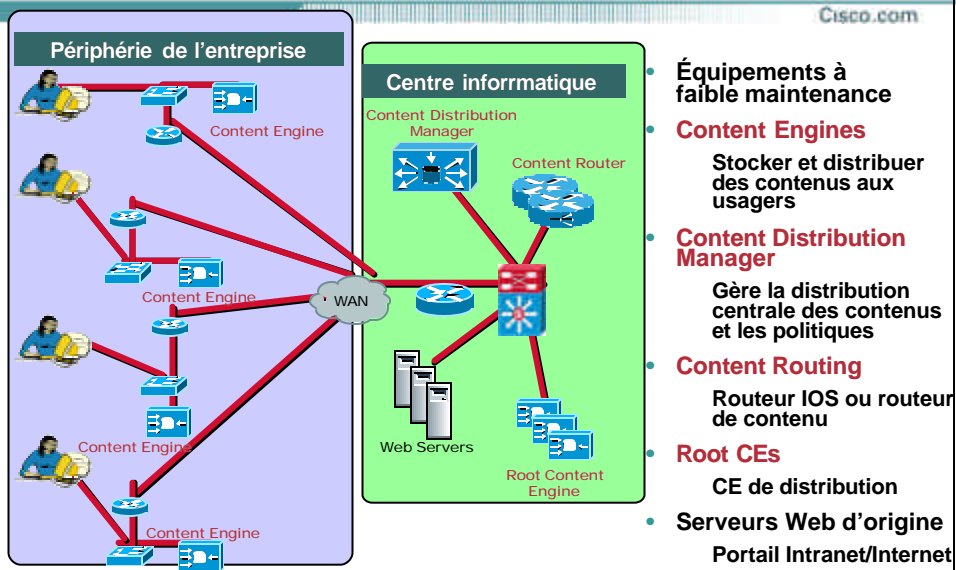 Cisco.com
Périphérie de l'entreprise
Content Engine
Content Engine
Content Engine
Content Engine
WAN
Centre inforrmatique
Content Distribution
Manager
Content Router
Web Servers
Root Content
Engine
• Équipements à
faible maintenance
• Content Engines
Stocker et distribuer
des contenus aux
usagers
• Content Distribution
Manager
Gère la distribution
centrale des contenus
et les politiques
• Content Routing
Routeur IOS ou routeur
de contenu
• Root CEs
CE de distribution
• Serveurs Web d'origine
Portail Intranet/Internet